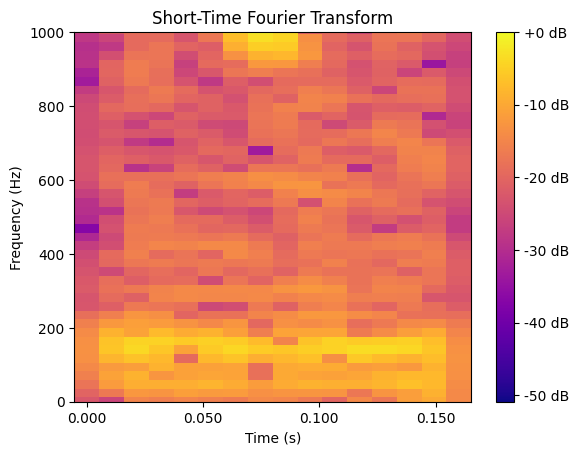 Short-Time Fourier Transform
1000
800
600
400
200
0
Frequency (Hz)
0.000
0.050
0.100
0.150
Time (s)
+0 dB
-10 dB
-20 dB
-30 dB
-40 dB
-50 dB